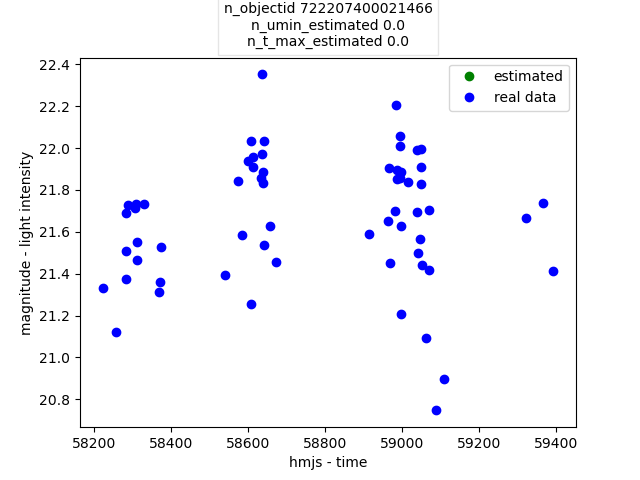 n_objectid 722207400021466
n_umin_estimated 0.0
n_t_max_estimated 0.0
estimated
real data
22.4
22.2
22.0
21.8
21.6
21.4
21.2
21.0
20.8
magnitude - light intensity
58200 58400 58600 58800 59000 59200 59400
hmjs - time